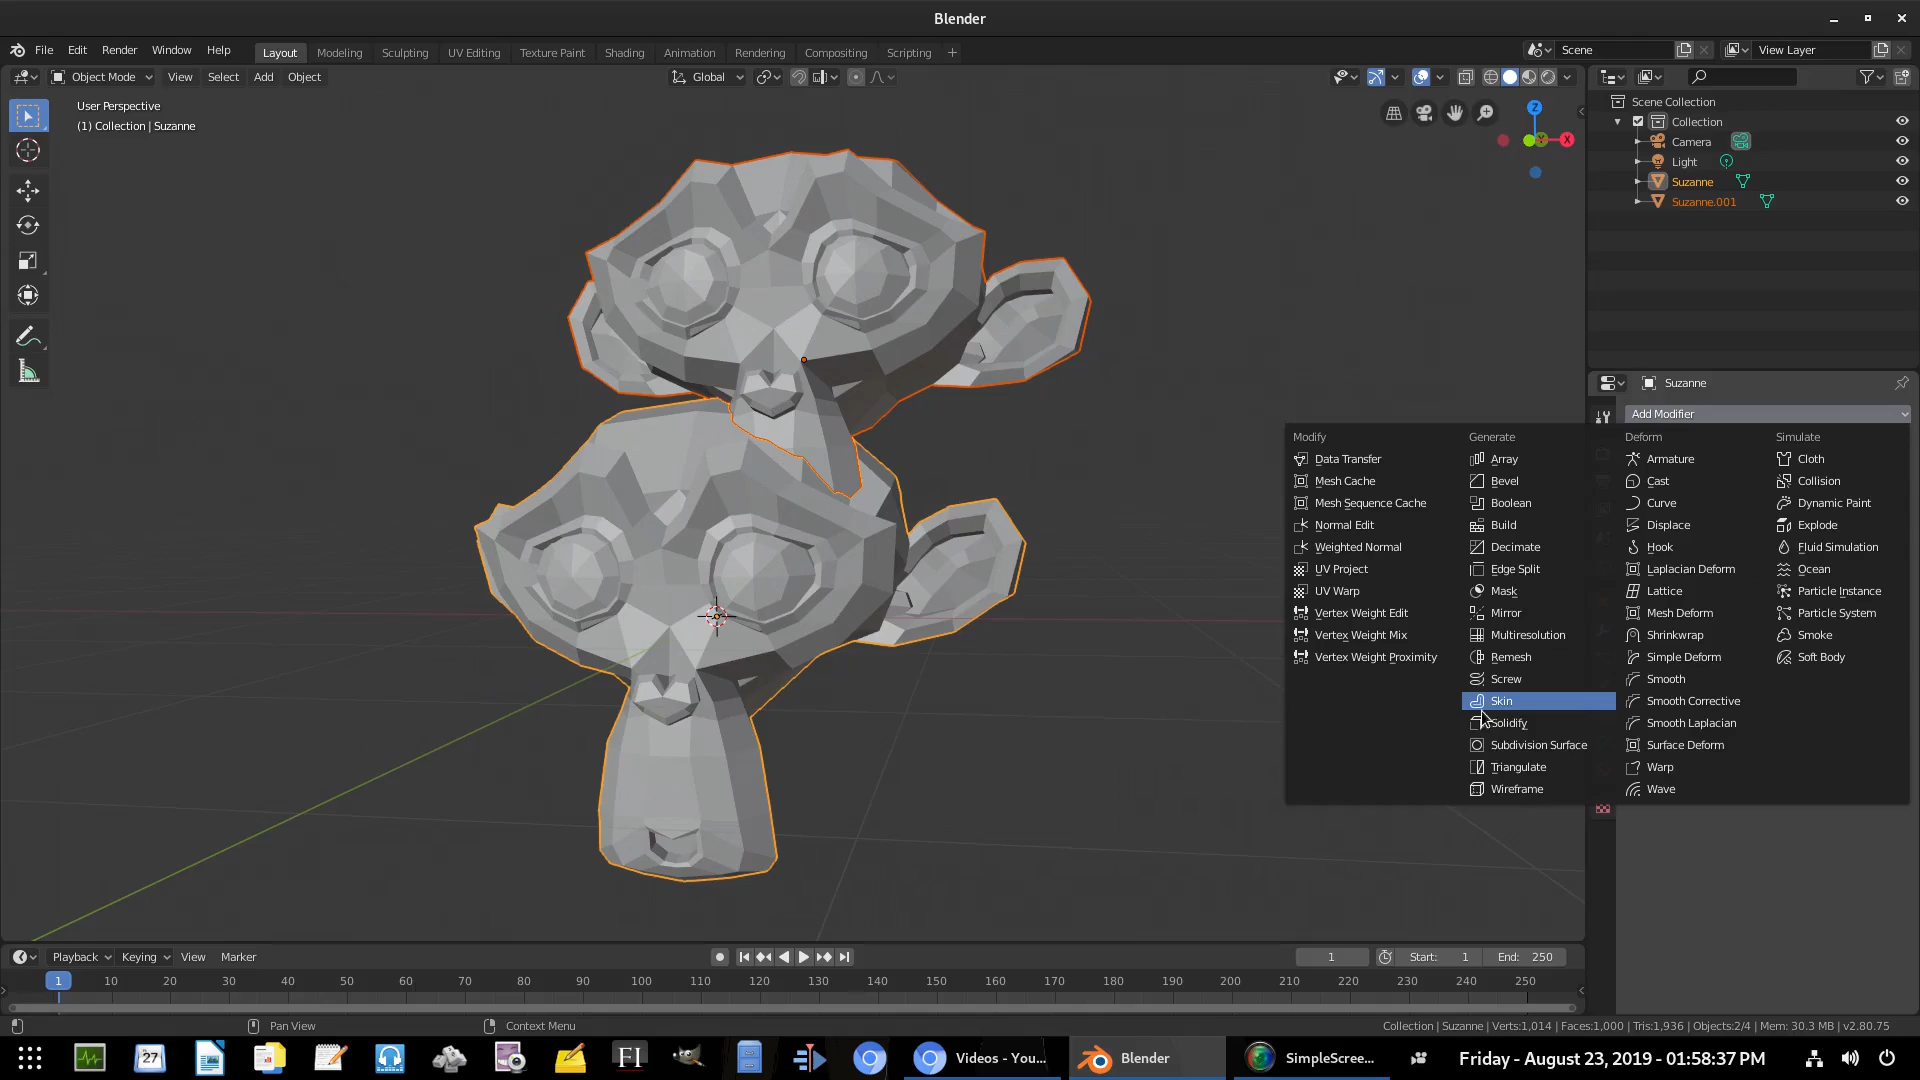 Blender
File Edit Render Window Help
Layout Modeling Sculpting UV Editing Texture Paint Shading Animation Rendering Compositing Scripting +
Scene
View Layer
Object Mode View Select Add Object
Global
User Perspective
(1) Collection | Suzanne
Z
X
Scene Collection
Collection
Camera
Light
Suzanne
Suzanne.001
Suzanne
Add Modifier
Modify
Data Transfer
Mesh Cache
Mesh Sequence Cache
Normal Edit
Weighted Normal
UV Project
UV Warp
Vertex Weight Edit
Vertex Weight Mix
Vertex Weight Proximity
Generate
Array
Bevel
Boolean
Build
Decimate
Edge Split
Mask
Mirror
Multiresolution
Remesh
Screw
Skin
Solidify
Subdivision Surface
Triangulate
Wireframe
Deform
Armature
Cast
Curve
Displace
Hook
Laplacian Deform
Lattice
Mesh Deform
Shrinkwrap
Simple Deform
Smooth
Smooth Corrective
Smooth Laplacian
Surface Deform
Warp
Wave
Simulate
Cloth
Collision
Dynamic Paint
Explode
Fluid Simulation
Ocean
Particle Instance
Particle System
Smoke
Soft Body
Playback Keying View Marker
1
Start: 1
End: 250
1 10 20 30 40 50 60 70 80 90 100 110 120 130 140 150 160 170 180 190 200 210 220 230 240 250
Pan View
Context Menu
Collection | Suzanne | Verts:1,014 | Faces:1,000 | Tris:1,936 | Objects:2/4 | Mem: 30.3 MB | v2.80.75
27
FI
Videos - You...
Blender
SimpleScree...
Friday - August 23, 2019 - 01:58:37 PM